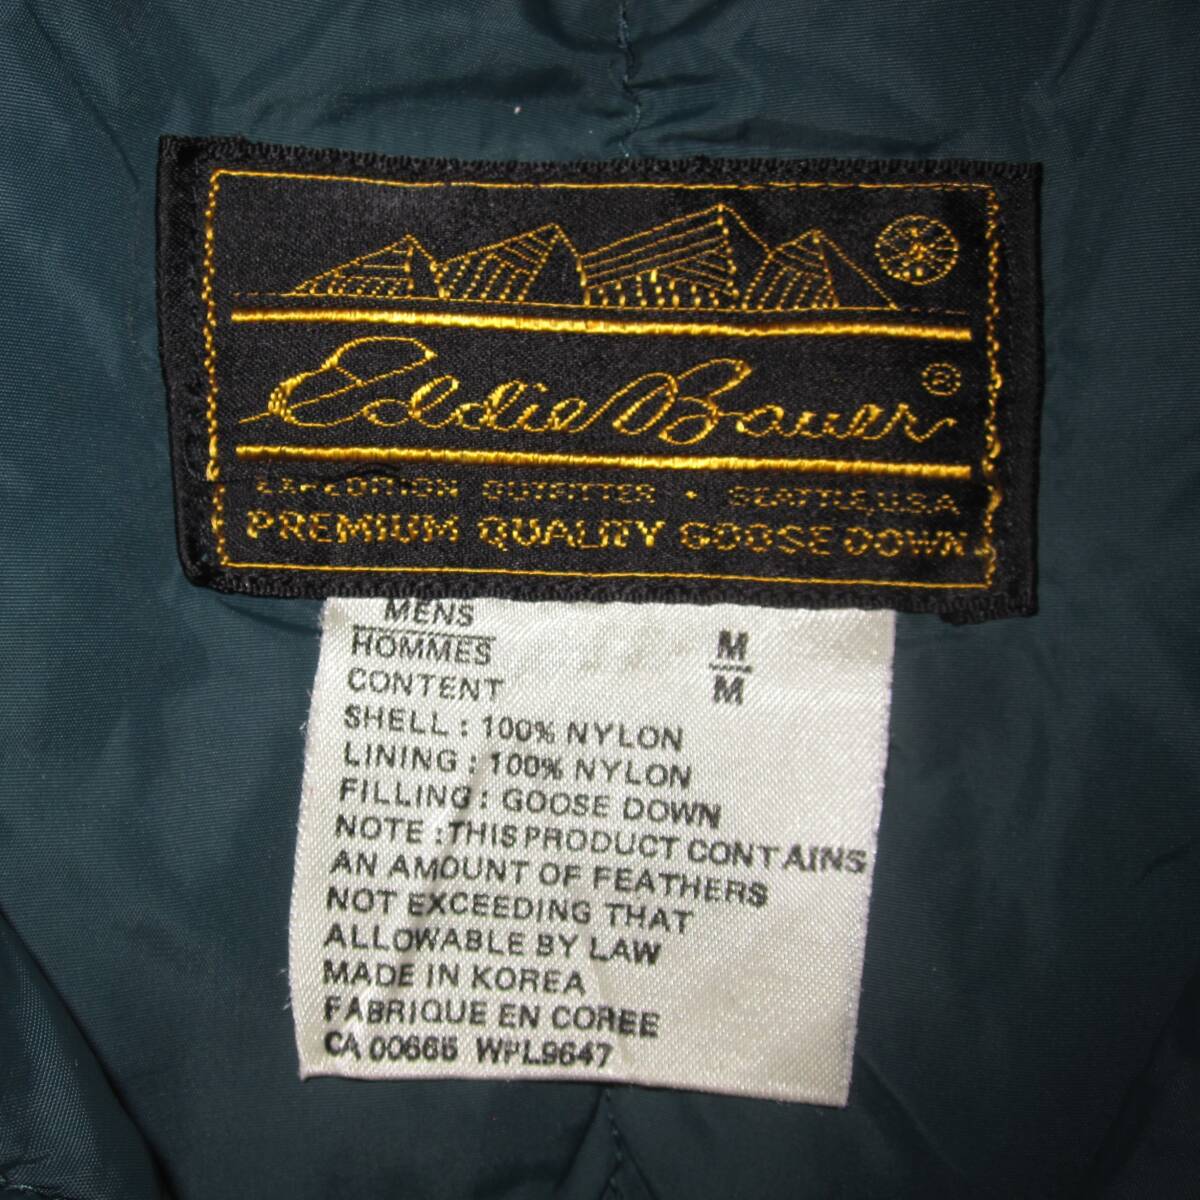 Eddie Bauer ®
EXPEDITION OUTFITTER • SEATTLE, U.S.A
PREMIUM QUALITY GOOSE DOWN
MENS M
HOMMES M
CONTENT
SHELL : 100% NYLON
LINING : 100% NYLON
FILLING : GOOSE DOWN
NOTE : THIS PRODUCT CONTAINS
AN AMOUNT OF FEATHERS
NOT EXCEEDING THAT
ALLOWABLE BY LAW
MADE IN KOREA
FABRIQUE EN COREE
CA 00665 WPL9647